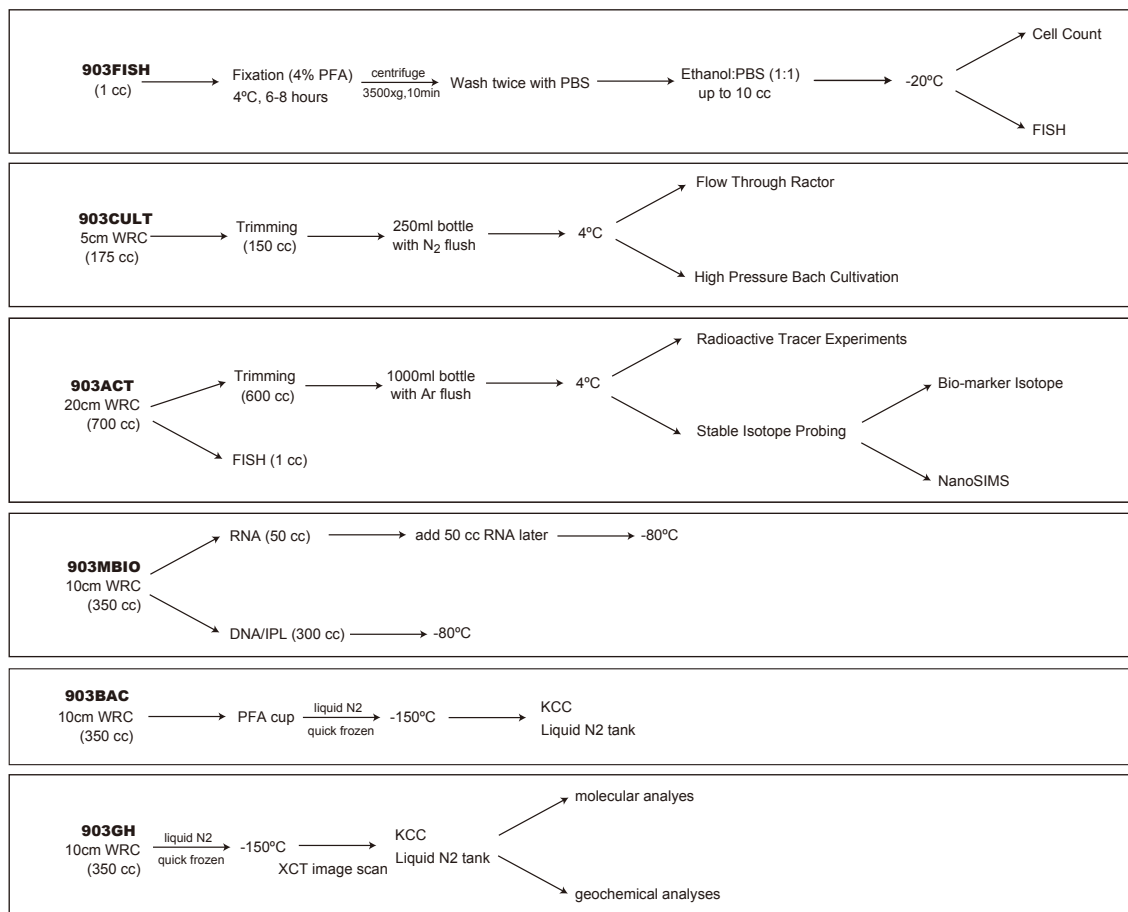 903FISH
(1 cc)
Fixation (4% PFA)
4ºC, 6-8 hours
centrifuge
3500xg,10min
Wash twice with PBS
Ethanol:PBS (1:1)
up to 10 cc
-20ºC
Cell Count
FISH
903CULT
5cm WRC
(175 cc)
Trimming
(150 cc)
250ml bottle
with N2 flush
4ºC
Flow Through Ractor
High Pressure Bach Cultivation
903ACT
20cm WRC
(700 cc)
Trimming
(600 cc)
1000ml bottle
with Ar flush
4ºC
Radioactive Tracer Experiments
Stable Isotope Probing
Bio-marker Isotope
NanoSIMS
FISH (1 cc)
903MBIO
10cm WRC
(350 cc)
RNA (50 cc)
add 50 cc RNA later
-80ºC
DNA/IPL (300 cc)
-80ºC
903BAC
10cm WRC
(350 cc)
PFA cup
liquid N2
quick frozen
-150ºC
KCC
Liquid N2 tank
903GH
10cm WRC
(350 cc)
liquid N2
quick frozen
-150ºC
XCT image scan
KCC
Liquid N2 tank
molecular analyes
geochemical analyses